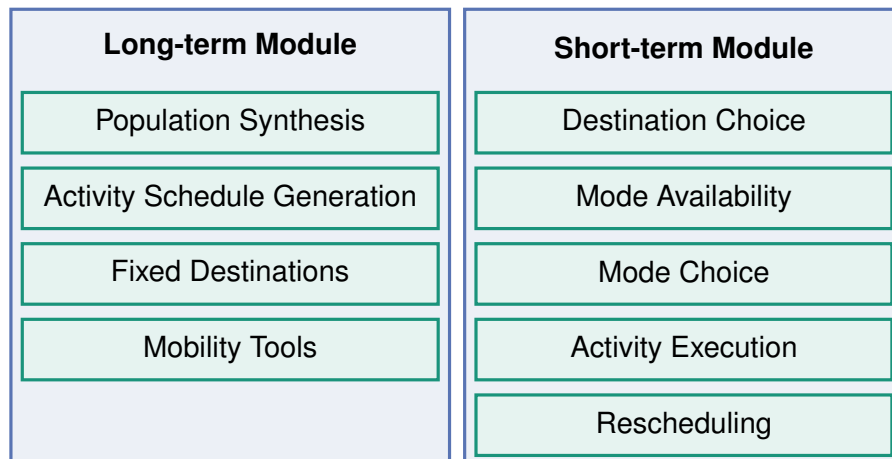 Long-term Module
Population Synthesis
Activity Schedule Generation
Fixed Destinations
Mobility Tools
Short-term Module
Destination Choice
Mode Availability
Mode Choice
Activity Execution
Rescheduling